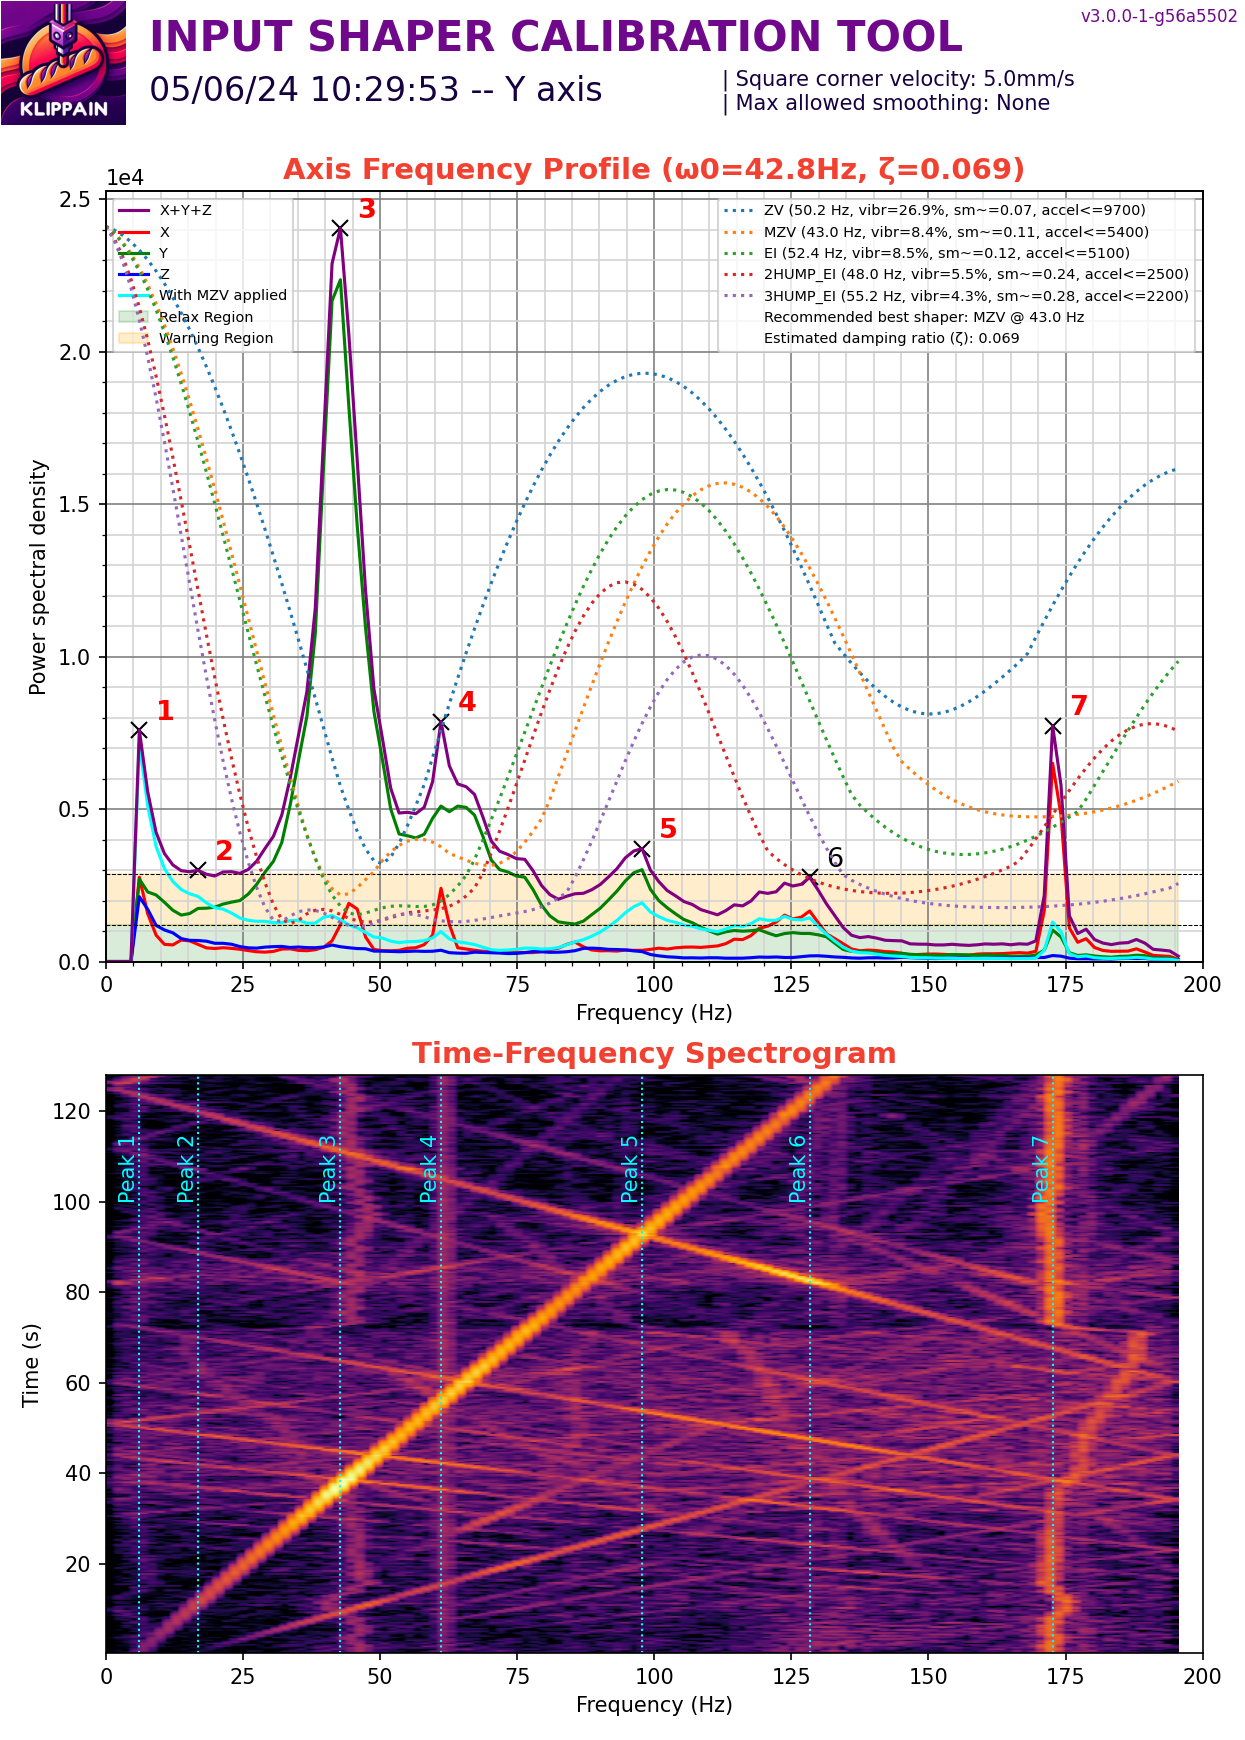 v3.0.0-1-g56a5502
INPUT SHAPER CALIBRATION TOOL
05/06/24 10:29:53 -- Y axis
| Square corner velocity: 5.0mm/s
| Max allowed smoothing: None
KLIPPAIN
Axis Frequency Profile (ω0=42.8Hz, ζ=0.069)
1e4
X+Y+Z
X
Y
Z
With MZV applied
Relax Region
Warning Region
ZV (50.2 Hz, vibr=26.9%, sm~=0.07, accel<=9700)
MZV (43.0 Hz, vibr=8.4%, sm~=0.11, accel<=5400)
EI (52.4 Hz, vibr=8.5%, sm~=0.12, accel<=5100)
2HUMP_EI (48.0 Hz, vibr=5.5%, sm~=0.24, accel<=2500)
3HUMP_EI (55.2 Hz, vibr=4.3%, sm~=0.28, accel<=2200)
Recommended best shaper: MZV @ 43.0 Hz
Estimated damping ratio (ζ): 0.069
1
2
3
4
5
6
7
2.5
2.0
1.5
1.0
0.5
0.0
Power spectral density
0 25 50 75 100 125 150 175 200
Frequency (Hz)
Time-Frequency Spectrogram
Peak 1
Peak 2
Peak 3
Peak 4
Peak 5
Peak 6
Peak 7
120
100
80
60
40
20
Time (s)
0 25 50 75 100 125 150 175 200
Frequency (Hz)